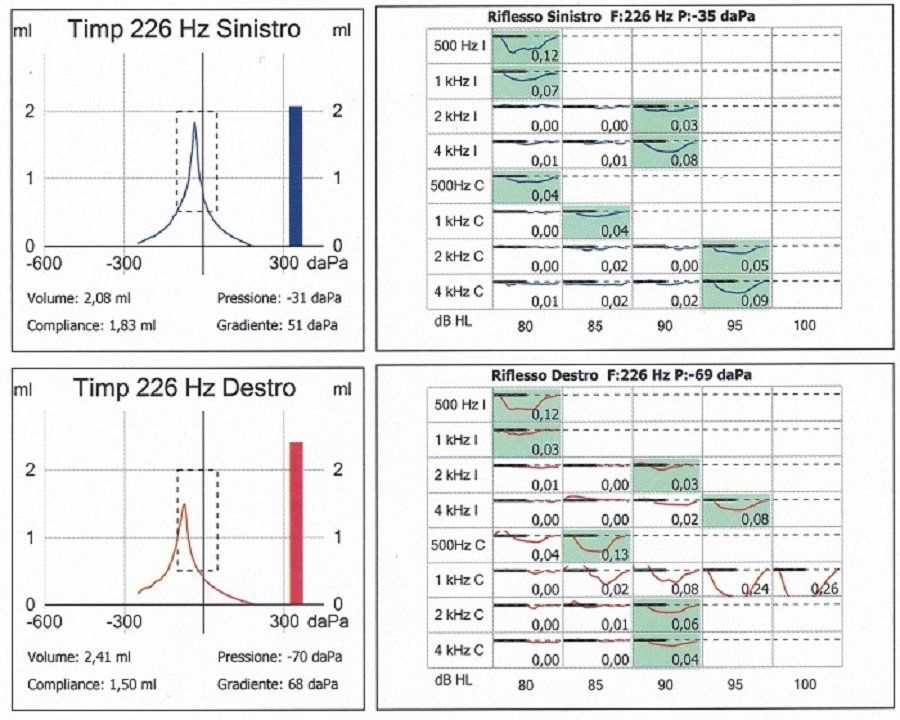 Timp 226 Hz Sinistro
ml ml
2 2
1 1
0 0
-600 -300 300 daPa
Volume: 2,08 ml Pressione: -31 daPa
Compliance: 1,83 ml Gradiente: 51 daPa
Riflesso Sinistro F:226 Hz P:-35 daPa
500 Hz I 0,12
1 kHz I 0,07
2 kHz I 0,00 0,00 0,03
4 kHz I 0,01 0,01 0,08
500Hz C 0,04
1 kHz C 0,00 0,04
2 kHz C 0,00 0,02 0,00 0,05
4 kHz C 0,01 0,02 0,02 0,09
dB HL 80 85 90 95 100
Timp 226 Hz Destro
ml ml
2 2
1 1
0 0
-600 -300 300 daPa
Volume: 2,41 ml Pressione: -70 daPa
Compliance: 1,50 ml Gradiente: 68 daPa
Riflesso Destro F:226 Hz P:-69 daPa
500 Hz I 0,12
1 kHz I 0,03
2 kHz I 0,01 0,00 0,03
4 kHz I 0,00 0,00 0,02 0,08
500Hz C 0,04 0,13
1 kHz C 0,00 0,02 0,08 0,24 0,26
2 kHz C 0,00 0,01 0,06
4 kHz C 0,00 0,00 0,04
dB HL 80 85 90 95 100